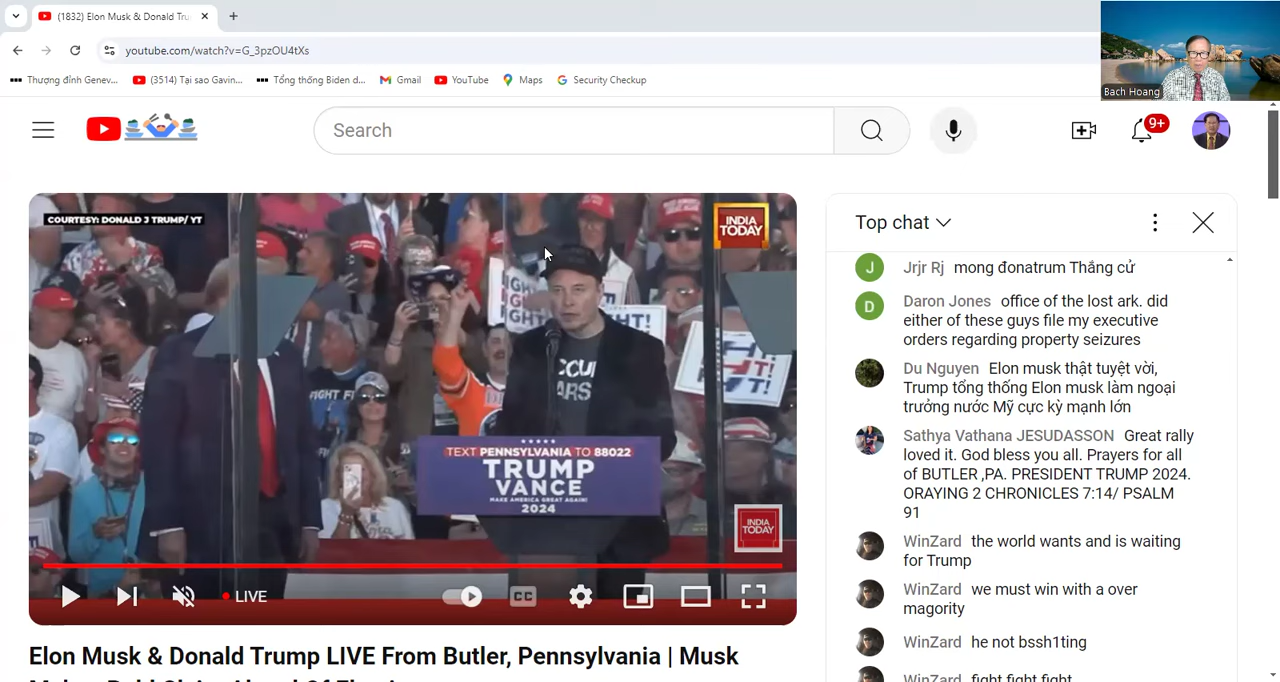 (1832) Elon Musk & Donald Tru
youtube.com/watch?v=G_3pzOU4tXs
Thượng đỉnh Genev...
(3514) Tại sao Gavin...
Tổng thống Biden d...
Gmail
YouTube
Maps
Security Checkup
Bach Hoang
Search
9+
COURTESY: DONALD J TRUMP/ YT
INDIA
TODAY
FIGHT
TEXT PENNSYLVANIA TO 88022
TRUMP
VANCE
MAKE AMERICA GREAT AGAIN!
2024
INDIA
TODAY
LIVE
CC
Elon Musk & Donald Trump LIVE From Butler, Pennsylvania | Musk
Top chat
J
Jrjr Rj mong đonatrum Thắng cử
D
Daron Jones office of the lost ark. did
either of these guys file my executive
orders regarding property seizures
Du Nguyen Elon musk thật tuyệt vời,
Trump tổng thống Elon musk làm ngoại
trưởng nước Mỹ cực kỳ mạnh lớn
Sathya Vathana JESUDASSON Great rally
loved it. God bless you all. Prayers for all
of BUTLER ,PA. PRESIDENT TRUMP 2024.
ORAYING 2 CHRONICLES 7:14/ PSALM
91
WinZard the world wants and is waiting
for Trump
WinZard we must win with a over
magority
WinZard he not bssh1ting
WinZard fight fight fight